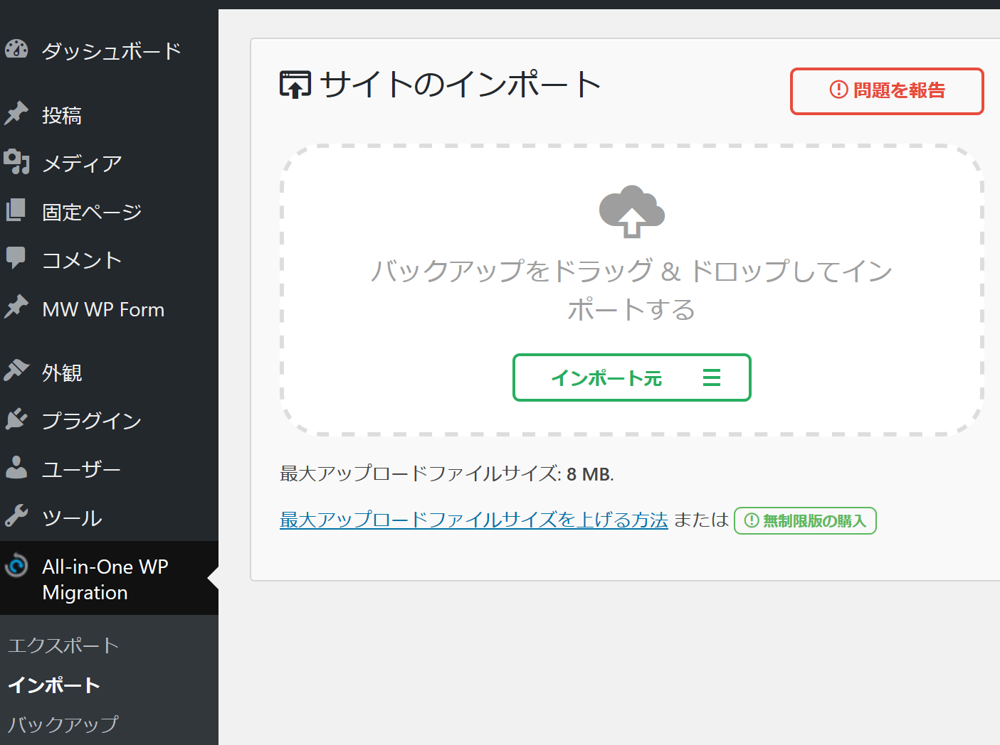 ダッシュボード
投稿
メディア
固定ページ
コメント
MW WP Form
外観
プラグイン
ユーザー
ツール
All-in-One WP
Migration
エクスポート
インポート
バックアップ
サイトのインポート
問題を報告
バックアップをドラッグ & ドロップしてイン
ポートする
インポート元
最大アップロードファイルサイズ: 8 MB.
最大アップロードファイルサイズを上げる方法 または 無制限版の購入